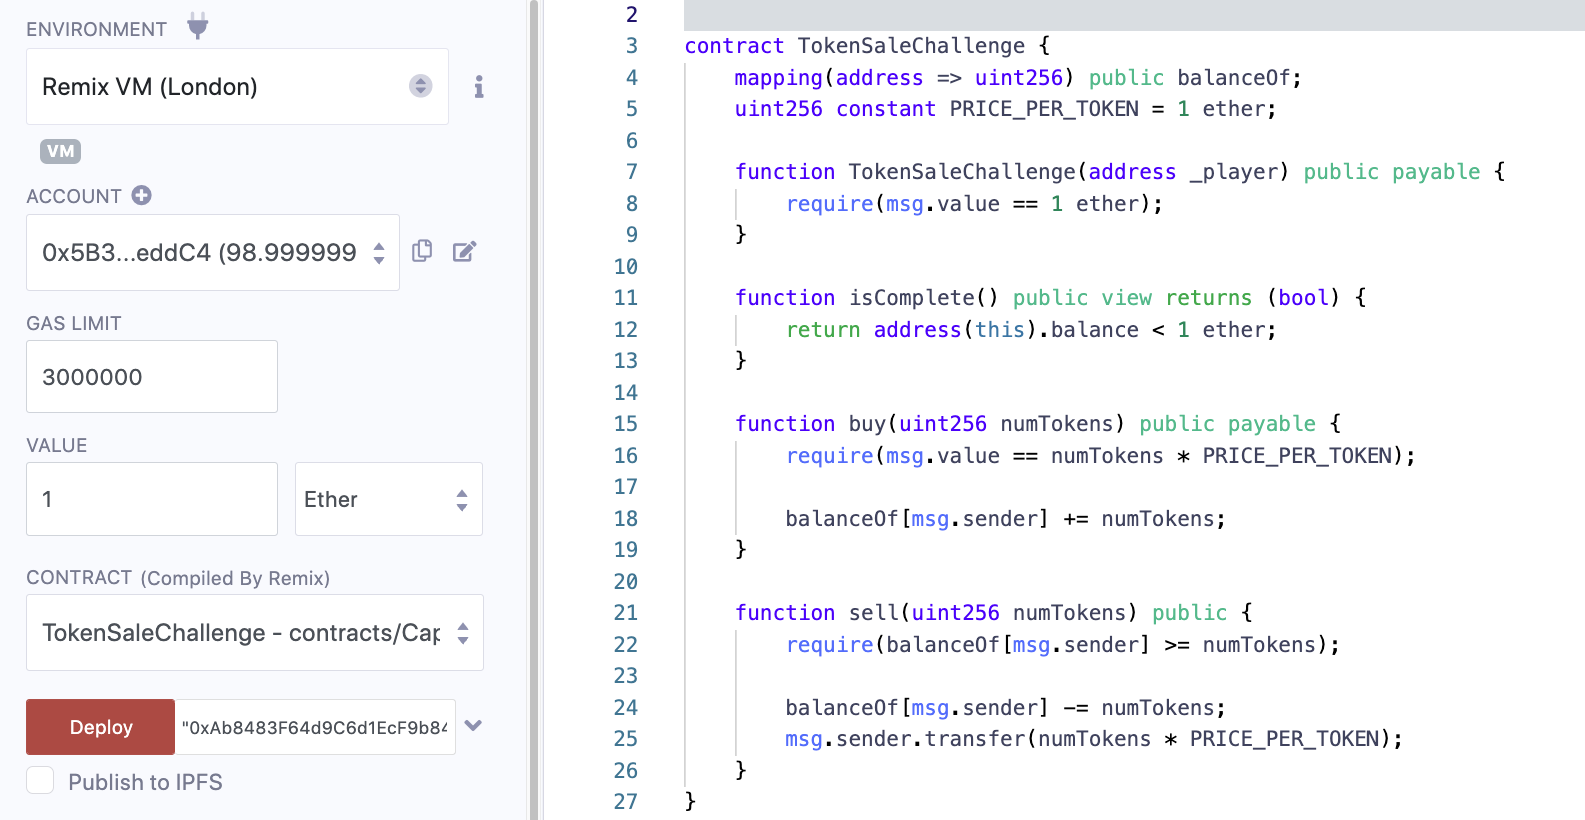 ENVIRONMENT
Remix VM (London)
VM
ACCOUNT
0x5B3...eddC4 (98.999999
GAS LIMIT
3000000
VALUE
1
Ether
CONTRACT (Compiled By Remix)
TokenSaleChallenge - contracts/Cap
Deploy "0xAb8483F64d9C6d1EcF9b84
Publish to IPFS
2
3 contract TokenSaleChallenge {
4 mapping(address => uint256) public balanceOf;
5 uint256 constant PRICE_PER_TOKEN = 1 ether;
6
7 function TokenSaleChallenge(address _player) public payable {
8 require(msg.value == 1 ether);
9 }
10
11 function isComplete() public view returns (bool) {
12 return address(this).balance < 1 ether;
13 }
14
15 function buy(uint256 numTokens) public payable {
16 require(msg.value == numTokens * PRICE_PER_TOKEN);
17
18 balanceOf[msg.sender] += numTokens;
19 }
20
21 function sell(uint256 numTokens) public {
22 require(balanceOf[msg.sender] >= numTokens);
23
24 balanceOf[msg.sender] -= numTokens;
25 msg.sender.transfer(numTokens * PRICE_PER_TOKEN);
26 }
27 }